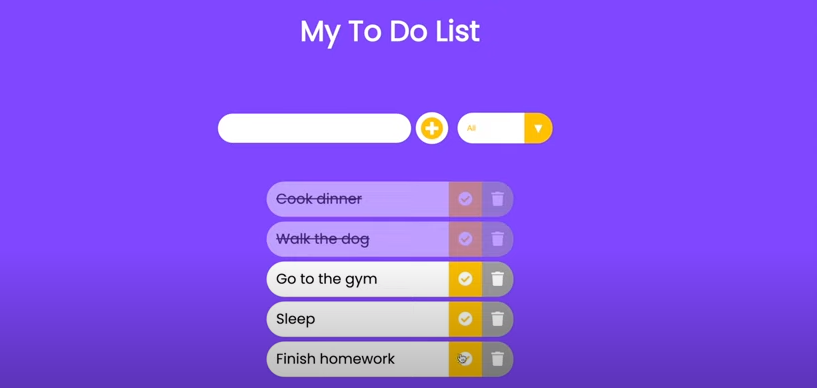 My To Do List
All
Cook dinner
Walk the dog
Go to the gym
Sleep
Finish homework